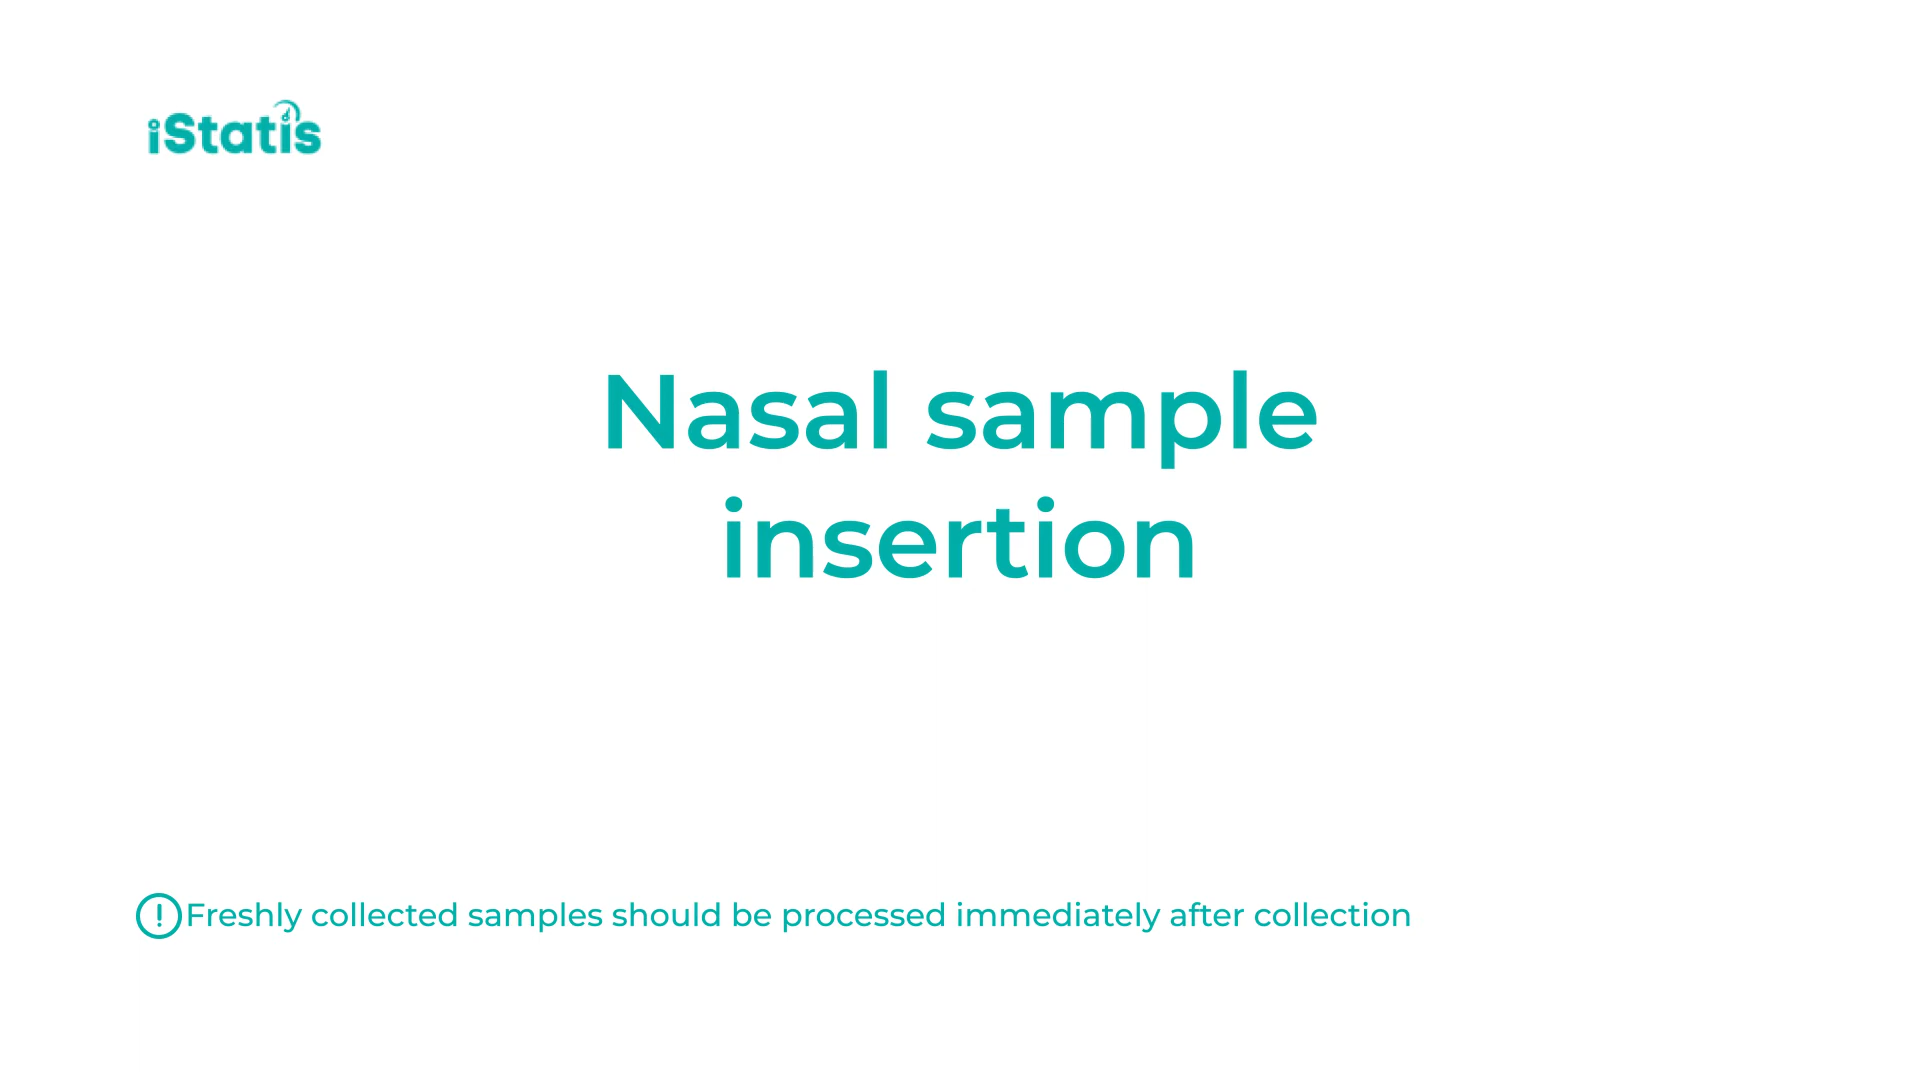 iStatis
Nasal sample
insertion
! Freshly collected samples should be processed immediately after collection